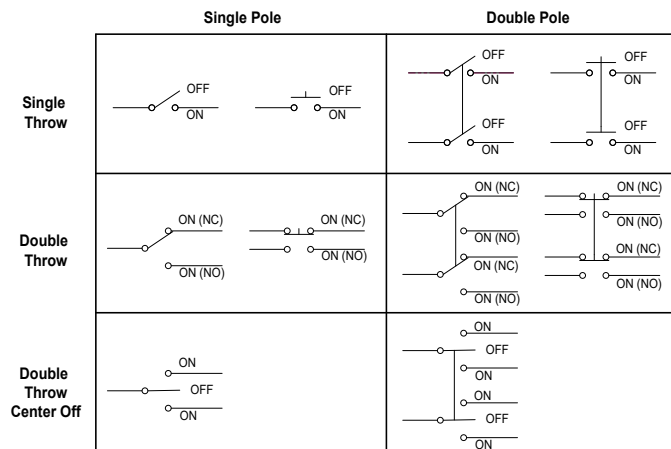 Single Pole
Double Pole
Single
Throw
OFF
ON
OFF
ON
OFF
ON
OFF
ON
OFF
ON
OFF
ON
Double
Throw
ON (NC)
ON (NO)
ON (NC)
ON (NO)
ON (NC)
ON (NO)
ON (NC)
ON (NO)
ON (NC)
ON (NO)
ON (NC)
ON (NO)
Double
Throw
Center Off
ON
OFF
ON
ON
OFF
ON
ON
OFF
ON